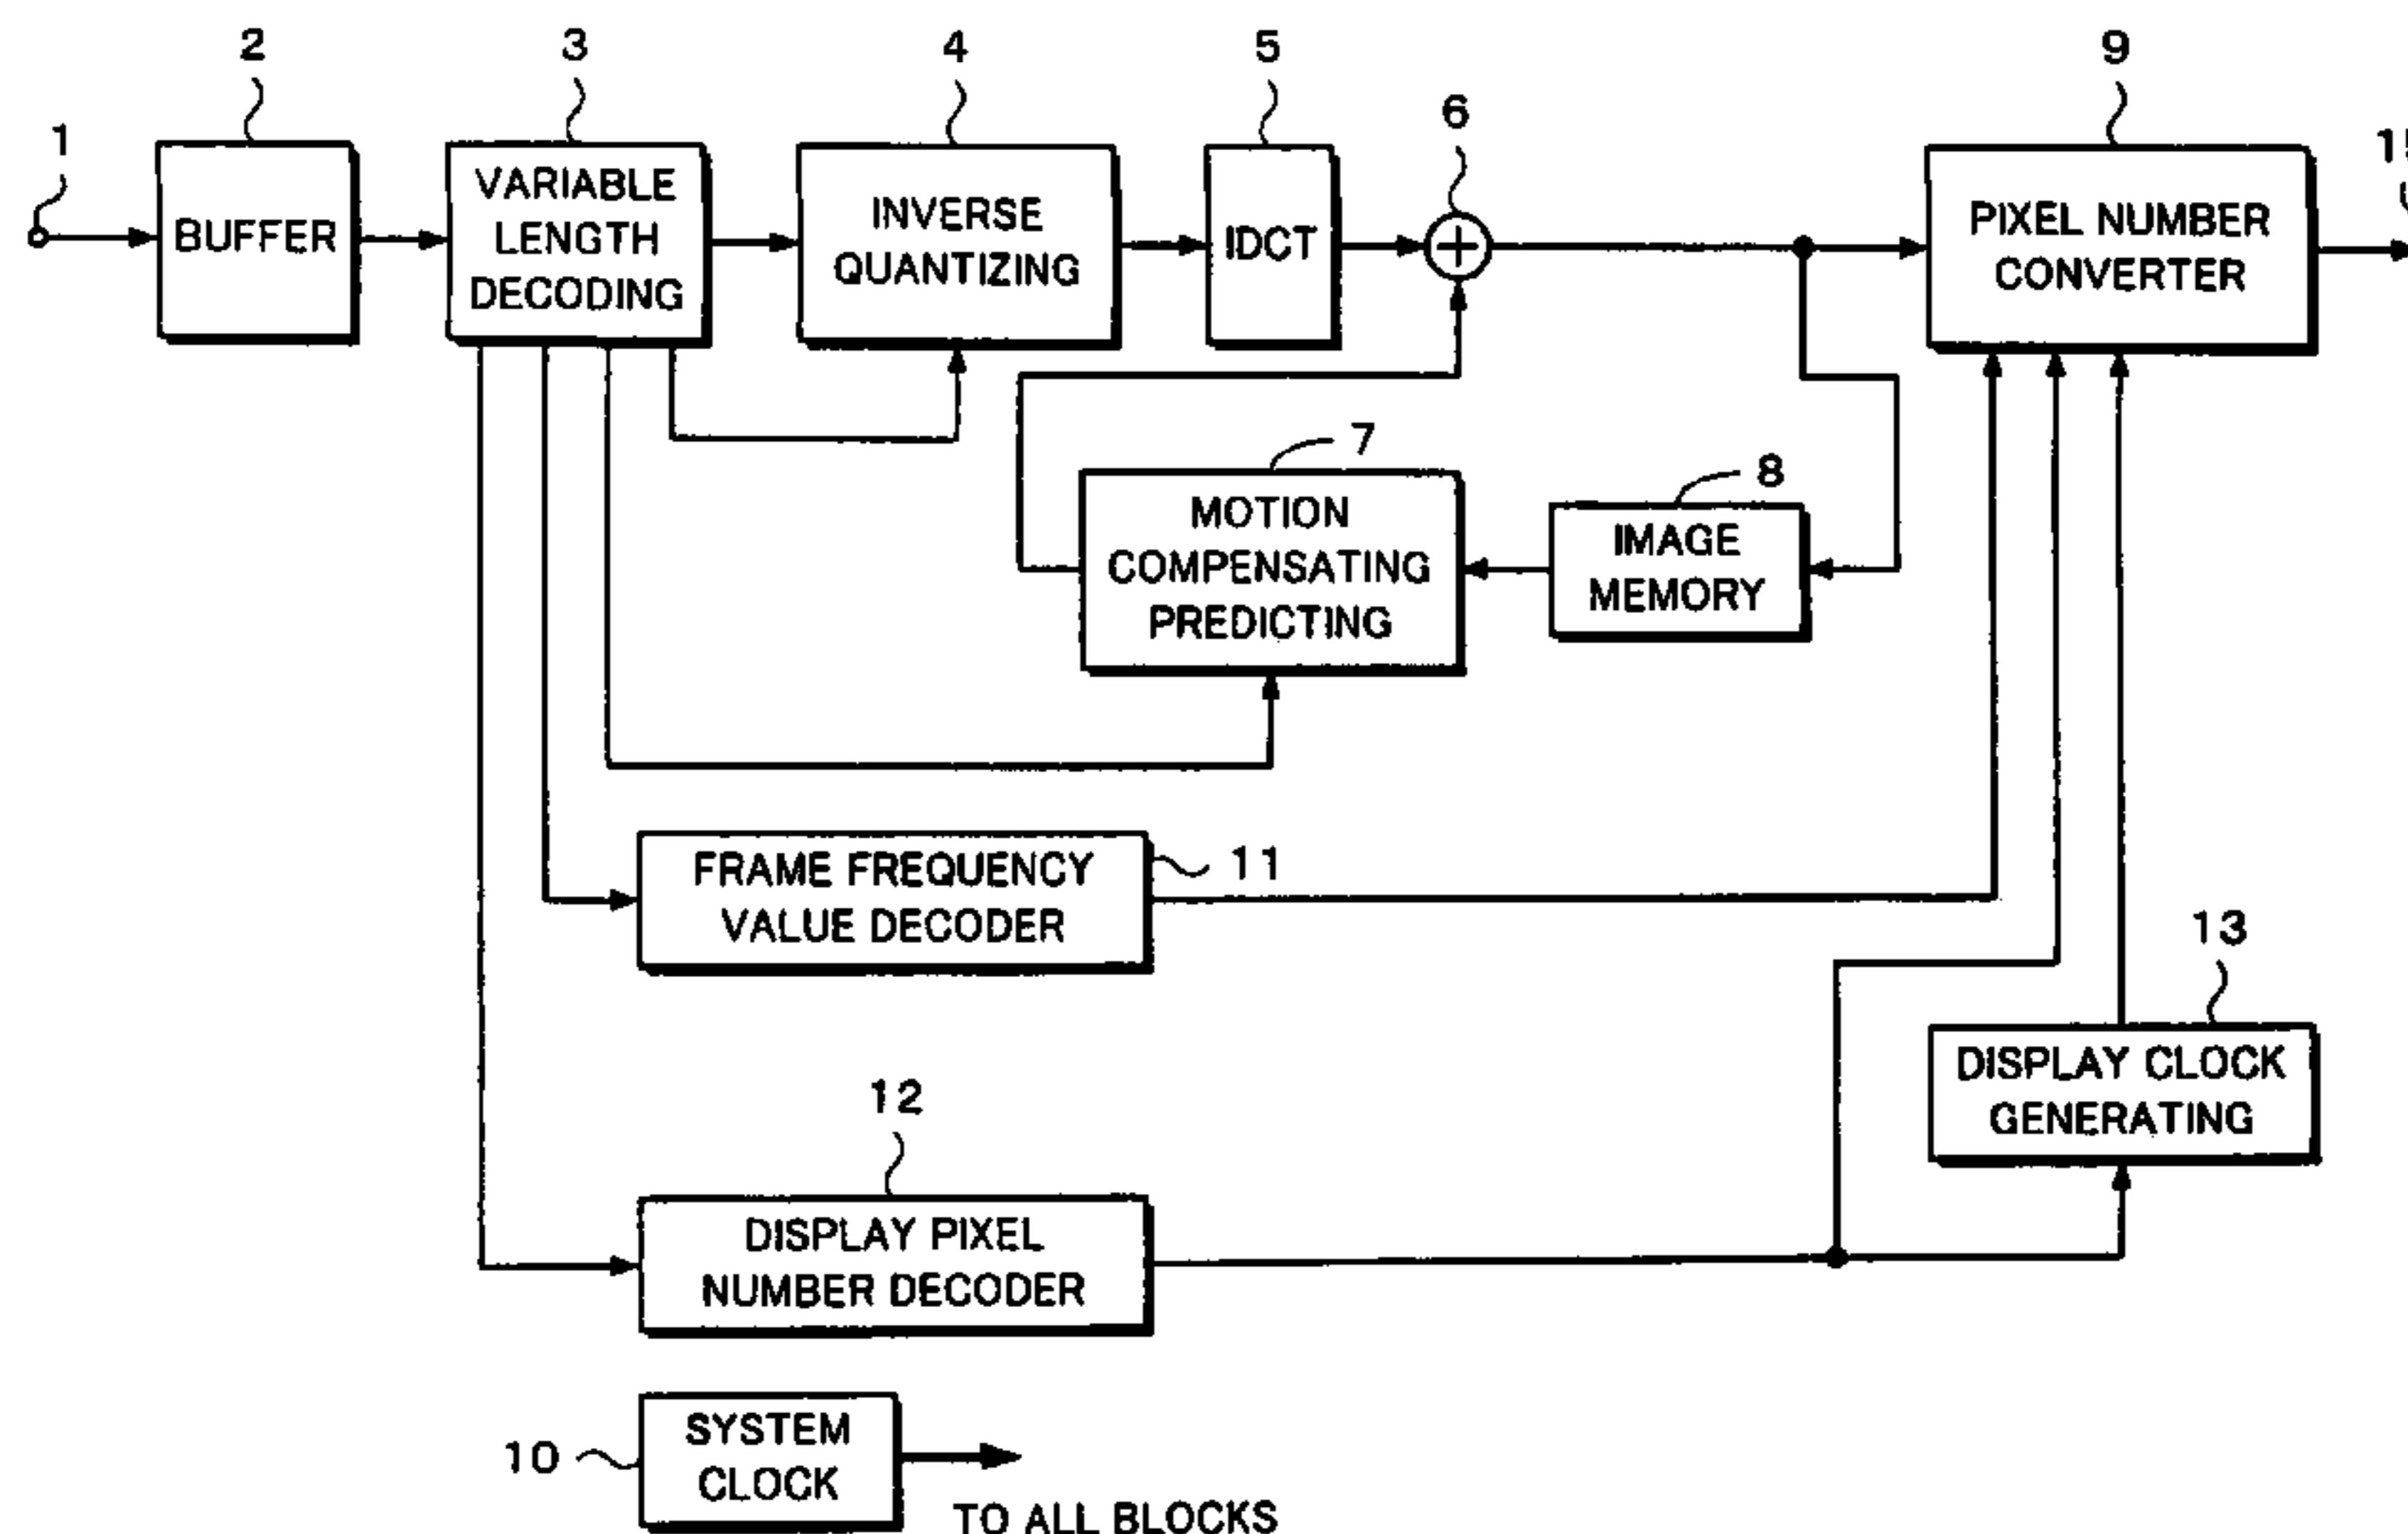 1
2
3
4
5
6
9
BUFFER
VARIABLE
LENGTH
DECODING
INVERSE
QUANTIZING
IDCT
PIXEL NUMBER
CONVERTER
7
MOTION
COMPENSATING
PREDICTING
8
IMAGE
MEMORY
FRAME FREQUENCY
VALUE DECODER
11
13
DISPLAY CLOCK
GENERATING
12
DISPLAY PIXEL
NUMBER DECODER
10
SYSTEM
CLOCK
TO ALL BLOCKS